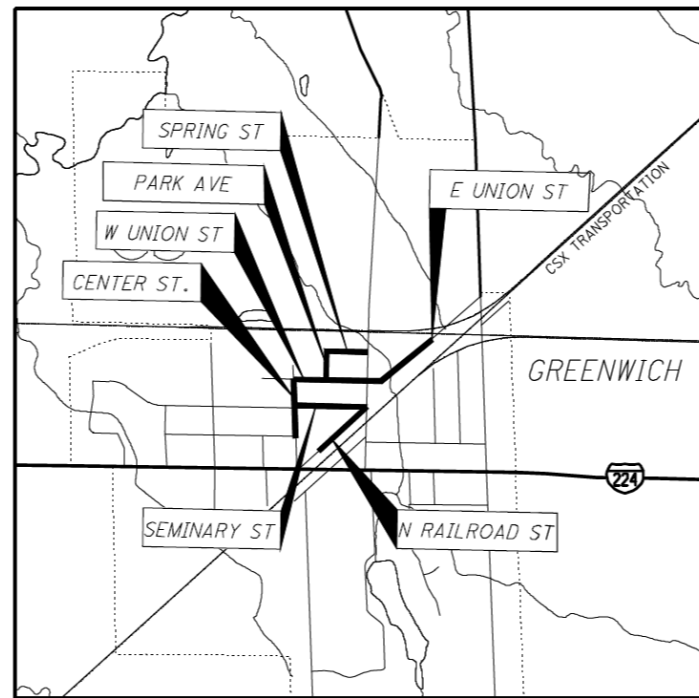 SPRING ST
PARK AVE
E UNION ST
W UNION ST
CSX TRANSPORTATION
CENTER ST.
GREENWICH
224
SEMINARY ST
N RAILROAD ST